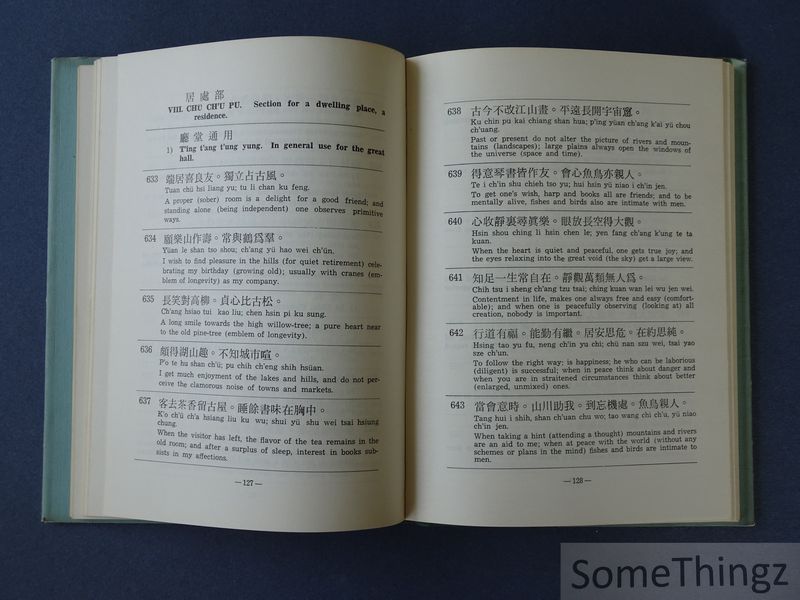 居處部
VIII. CHU CH'U PU. Section for a dwelling place, a
residence.
廳堂通用
1) T'ing t'ang t'ung yung. In general use for the great
hall.
633 端居喜良友。獨立占古風。
Tuan chü hsi liang yu; tu li chan ku feng.
A proper (sober) room is a delight for a good friend; and
standing alone (being independent) one observes primitive
ways.
634 願樂山作壽。常與鶴爲羣。
Yüan le shan tso shou; ch'ang yü hao wei ch'ün.
I wish to find pleasure in the hills (for quiet retirement) cele-
brating my birthday (growing old); usually with cranes (em-
blem of longevity) as my company.
635 長笑對高柳。貞心比古松。
Ch'ang hsiao tui kao liu; chen hsin pi ku sung.
A long smile towards the high willow-tree; a pure heart near
to the old pine-tree (emblem of longevity).
636 頗得湖山趣。不知城市喧。
P'o te hu shan ch'ü; pu chih ch'eng shih hsüan.
I get much enjoyment of the lakes and hills, and do not per-
ceive the clamorous noise of towns and markets.
637 客去茶香留古屋。睡餘書味在胸中。
K'o ch'ü ch'a hsiang liu ku wu; shui yü shu wei tsai hsiung
chung.
When the visitor has left, the flavor of the tea remains in the
old room; and after a surplus of sleep, interest in books sub-
sists in my affections.
—127—
638 古今不改江山畫。平遠長開宇宙窻。
Ku chin pu kai chiang shan hua; p'ing yüan ch'ang k'ai yü chou
ch'uang.
Past or present do not alter the picture of rivers and moun-
tains (landscapes); large plains always open the windows of
the universe (space and time).
639 得意琴書皆作友。會心魚鳥亦親人。
Te i ch'in shu chieh tso yu; hui hsin yü niao i ch'in jen.
To get one's wish, harp and books all are friends; and to be
mentally alive, fishes and birds also are intimate with men.
640 心收靜裏尋眞樂。眼放長空得大觀。
Hsin shou ching li hsin chen le; yen fang ch'ang k'ung te ta
kuan.
When the heart is quiet and peaceful, one gets true joy; and
the eyes relaxing into the great void (the sky) get a large view.
641 知足一生常自在。靜觀萬類無人爲。
Chih tsu i sheng ch'ang tzu tsai; ching kuan wan lei wu jen wei.
Contentment in life, makes one always free and easy (comfort-
able); and when one is peacefully observing (looking at) all
creation, nobody is important.
642 行道有福。能勤有繼。居安思危。在約思純。
Hsing tao yu fu, neng ch'in yu chi; chü nan szu wei, tsai yao
sze ch'un.
To follow the right way; is happiness; he who can be laborious
(diligent) is successful; when in peace think about danger and
when you are in straitened circumstances think about better
(enlarged, unmixed) ones.
643 當會意時。山川助我。到忘機處。魚鳥親人。
Tang hui i shih, shan ch'uan chu wo; tao wang chi ch'u, yü niao
ch'in jen.
When taking a hint (attending a thought) mountains and rivers
are an aid to me; when at peace with the world (without any
schemes or plans in the mind) fishes and birds are intimate to
men.
—128—
SomeThingz